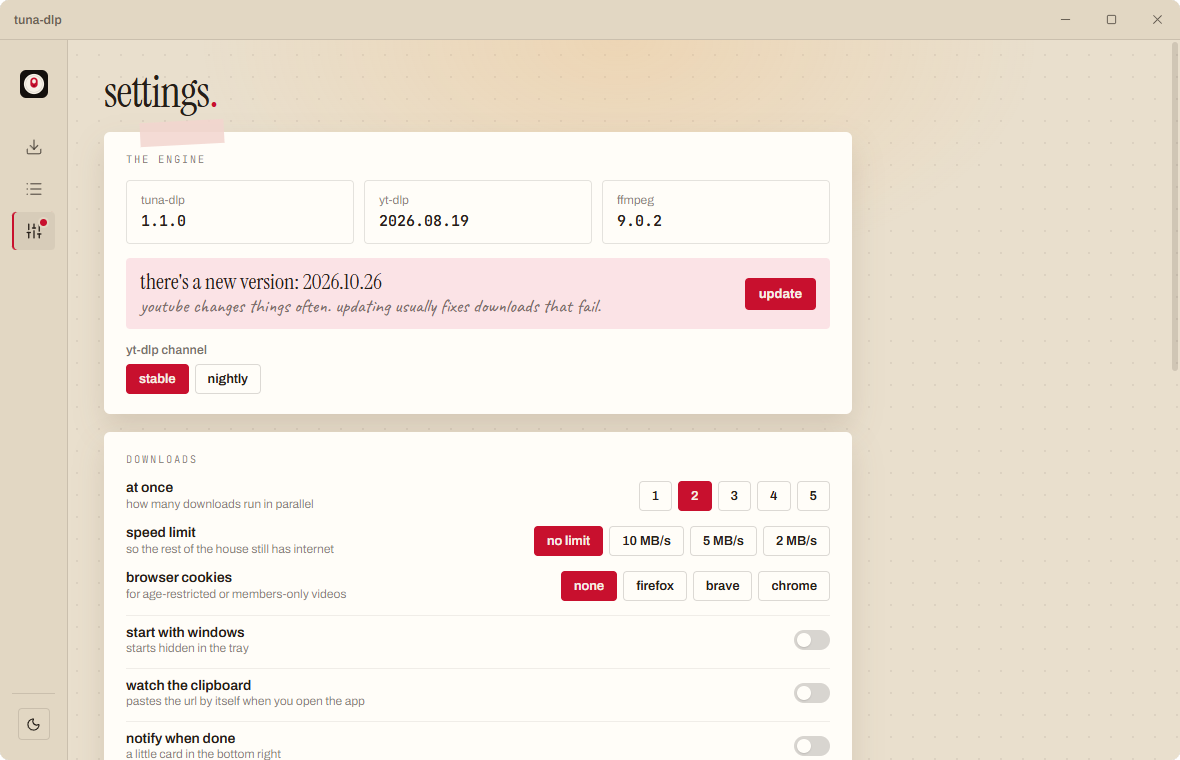 tuna-dlp
settings.
THE ENGINE
tuna-dlp
1.1.0
yt-dlp
2026.08.19
ffmpeg
9.0.2
there's a new version: 2026.10.26
youtube changes things often. updating usually fixes downloads that fail.
update
yt-dlp channel
stable
nightly
DOWNLOADS
at once
how many downloads run in parallel
1
2
3
4
5
speed limit
so the rest of the house still has internet
no limit
10 MB/s
5 MB/s
2 MB/s
browser cookies
for age-restricted or members-only videos
none
firefox
brave
chrome
start with windows
starts hidden in the tray
watch the clipboard
pastes the url by itself when you open the app
notify when done
a little card in the bottom right